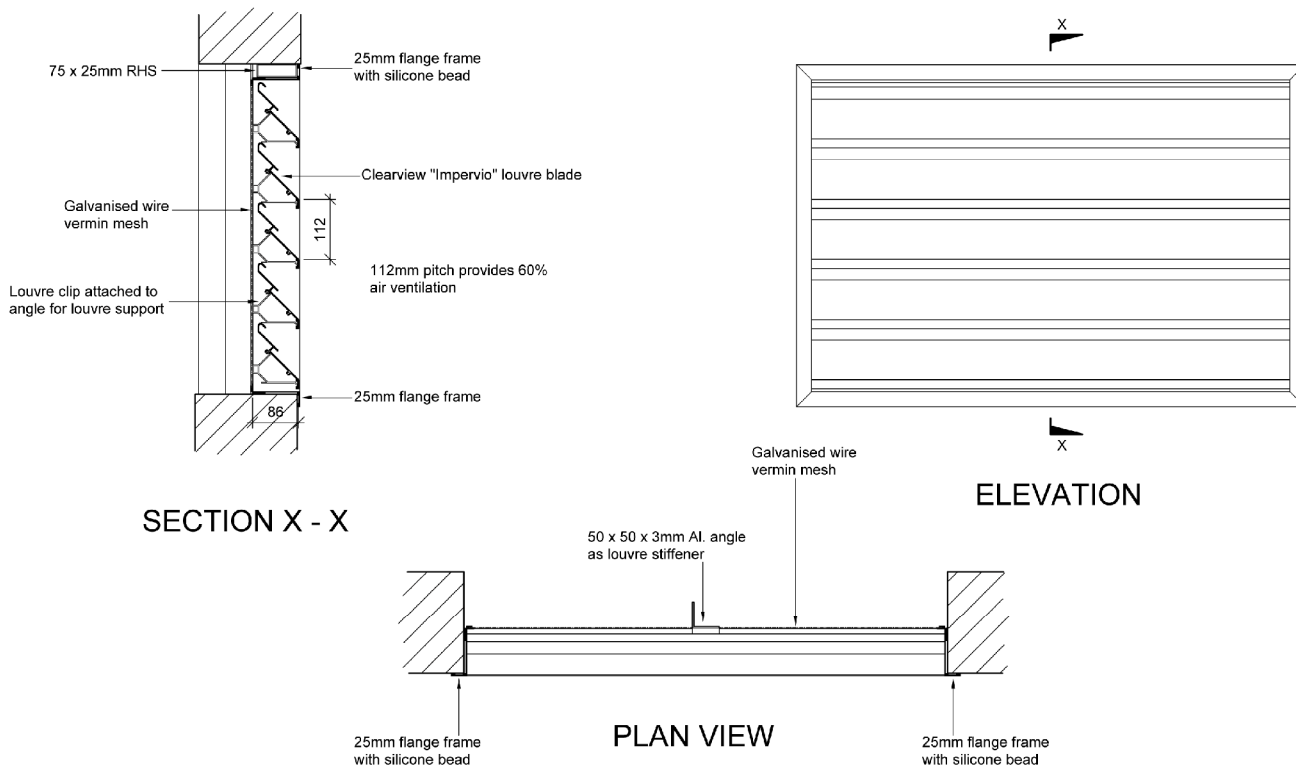 75 x 25mm RHS
25mm flange frame
with silicone bead
Clearview "Impervio" louvre blade
Galvanised wire
vermin mesh
112
112mm pitch provides 60%
air ventilation
Louvre clip attached to
angle for louvre support
25mm flange frame
86
SECTION X - X
X
X
ELEVATION
Galvanised wire
vermin mesh
50 x 50 x 3mm Al. angle
as louvre stiffener
25mm flange frame
with silicone bead
PLAN VIEW
25mm flange frame
with silicone bead